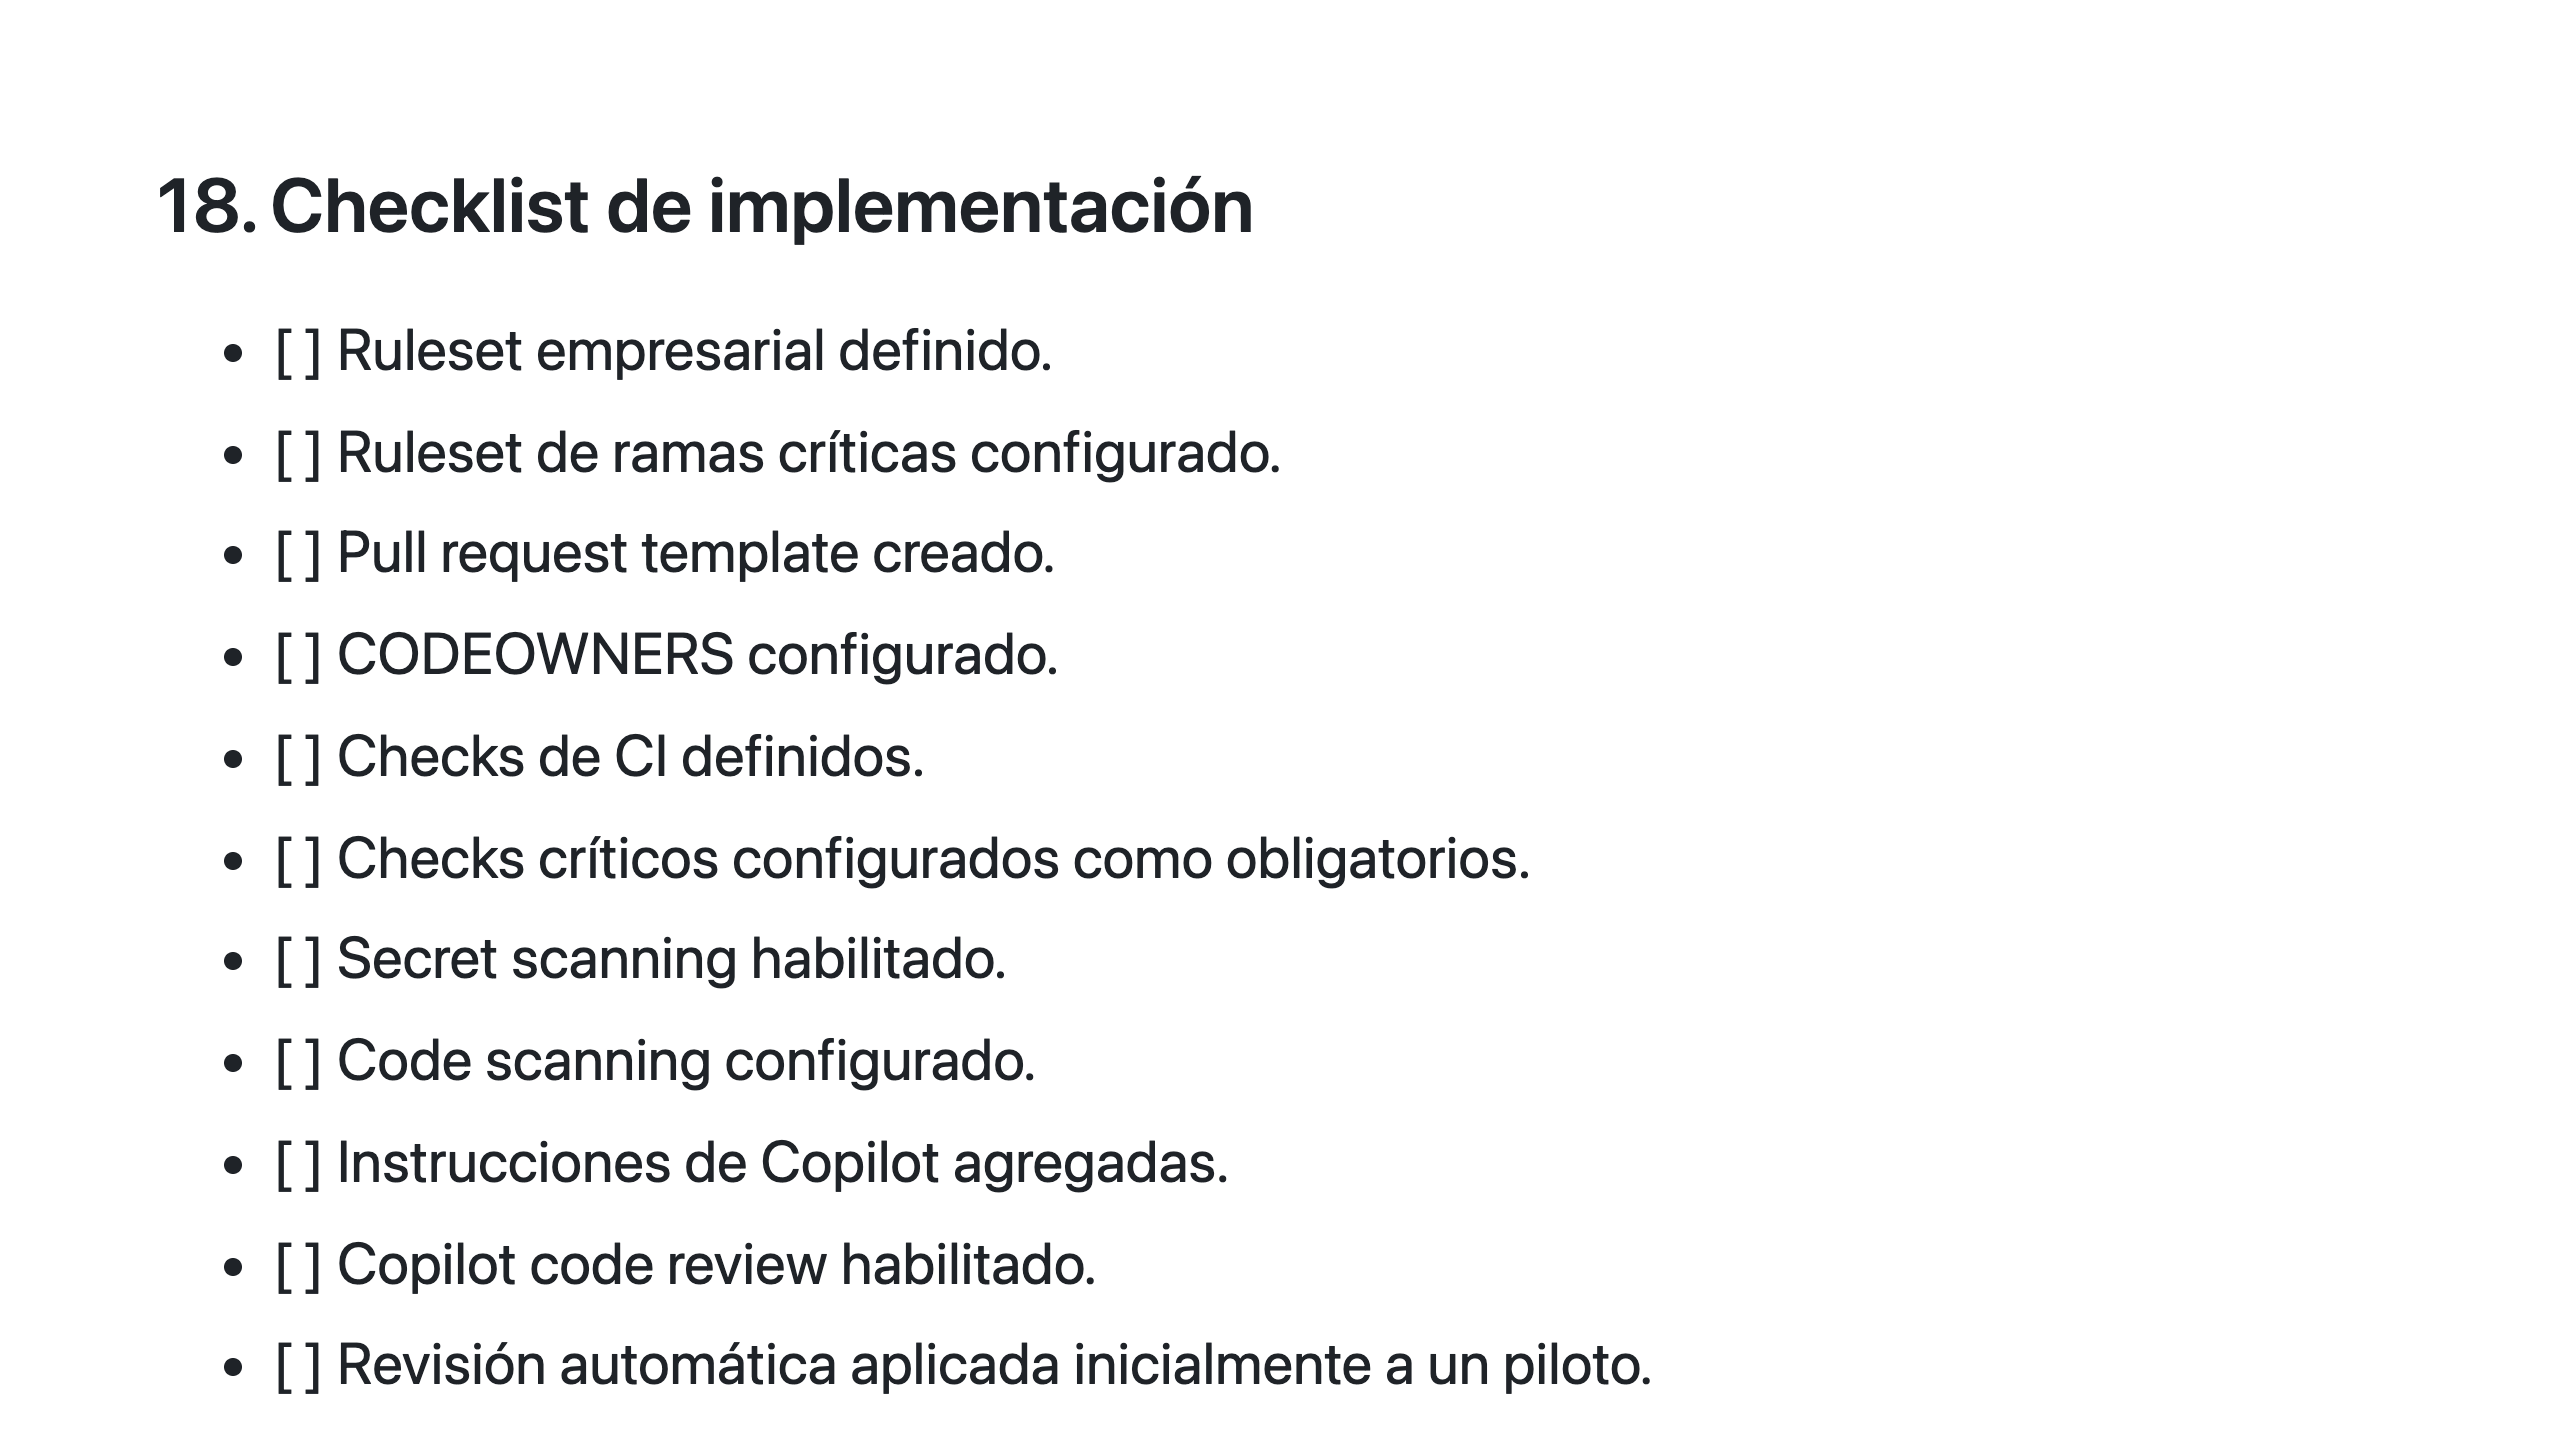 18. Checklist de implementación
• [ ] Ruleset empresarial definido.
• [ ] Ruleset de ramas críticas configurado.
• [ ] Pull request template creado.
• [ ] CODEOWNERS configurado.
• [ ] Checks de CI definidos.
• [ ] Checks críticos configurados como obligatorios.
• [ ] Secret scanning habilitado.
• [ ] Code scanning configurado.
• [ ] Instrucciones de Copilot agregadas.
• [ ] Copilot code review habilitado.
• [ ] Revisión automática aplicada inicialmente a un piloto.